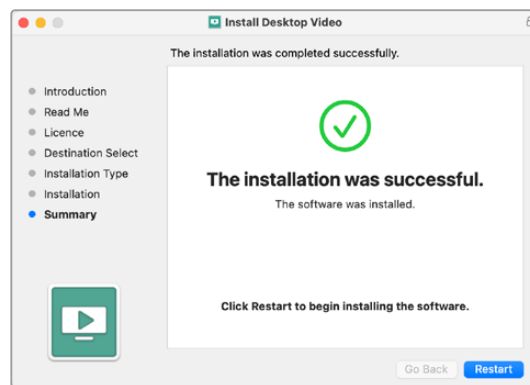 Install Desktop Video
The installation was completed successfully.
Introduction
Read Me
Licence
Destination Select
Installation Type
Installation
Summary
The installation was successful.
The software was installed.
Click Restart to begin installing the software.
Go Back
Restart